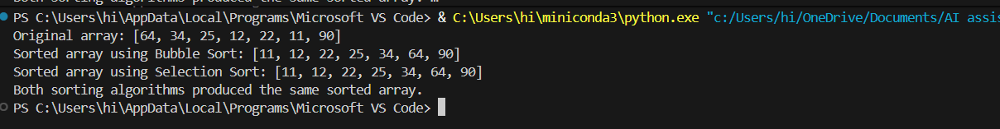 Both sorting algorithms produced the same sorted array.
PS C:\Users\hi\AppData\Local\Programs\Microsoft VS Code> & C:\Users\hi\miniconda3\python.exe "c:/Users/hi/OneDrive/Documents/AI assis
Original array: [64, 34, 25, 12, 22, 11, 90]
Sorted array using Bubble Sort: [11, 12, 22, 25, 34, 64, 90]
Sorted array using Selection Sort: [11, 12, 22, 25, 34, 64, 90]
Both sorting algorithms produced the same sorted array.
PS C:\Users\hi\AppData\Local\Programs\Microsoft VS Code>